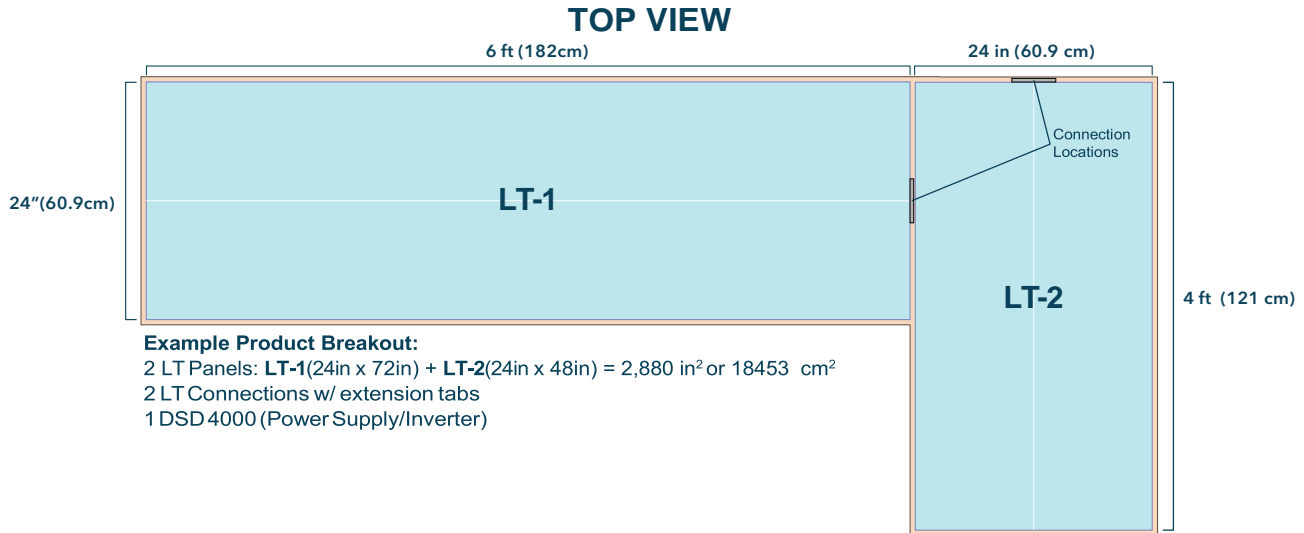 TOP VIEW
6 ft (182cm)
24 in (60.9 cm)
Connection
Locations
24"(60.9cm)
LT-1
LT-2
4 ft (121 cm)
Example Product Breakout:
2 LT Panels: LT-1(24in x 72in) + LT-2(24in x 48in) = 2,880 in² or 18453 cm²
2 LT Connections w/ extension tabs
1 DSD 4000 (Power Supply/Inverter)